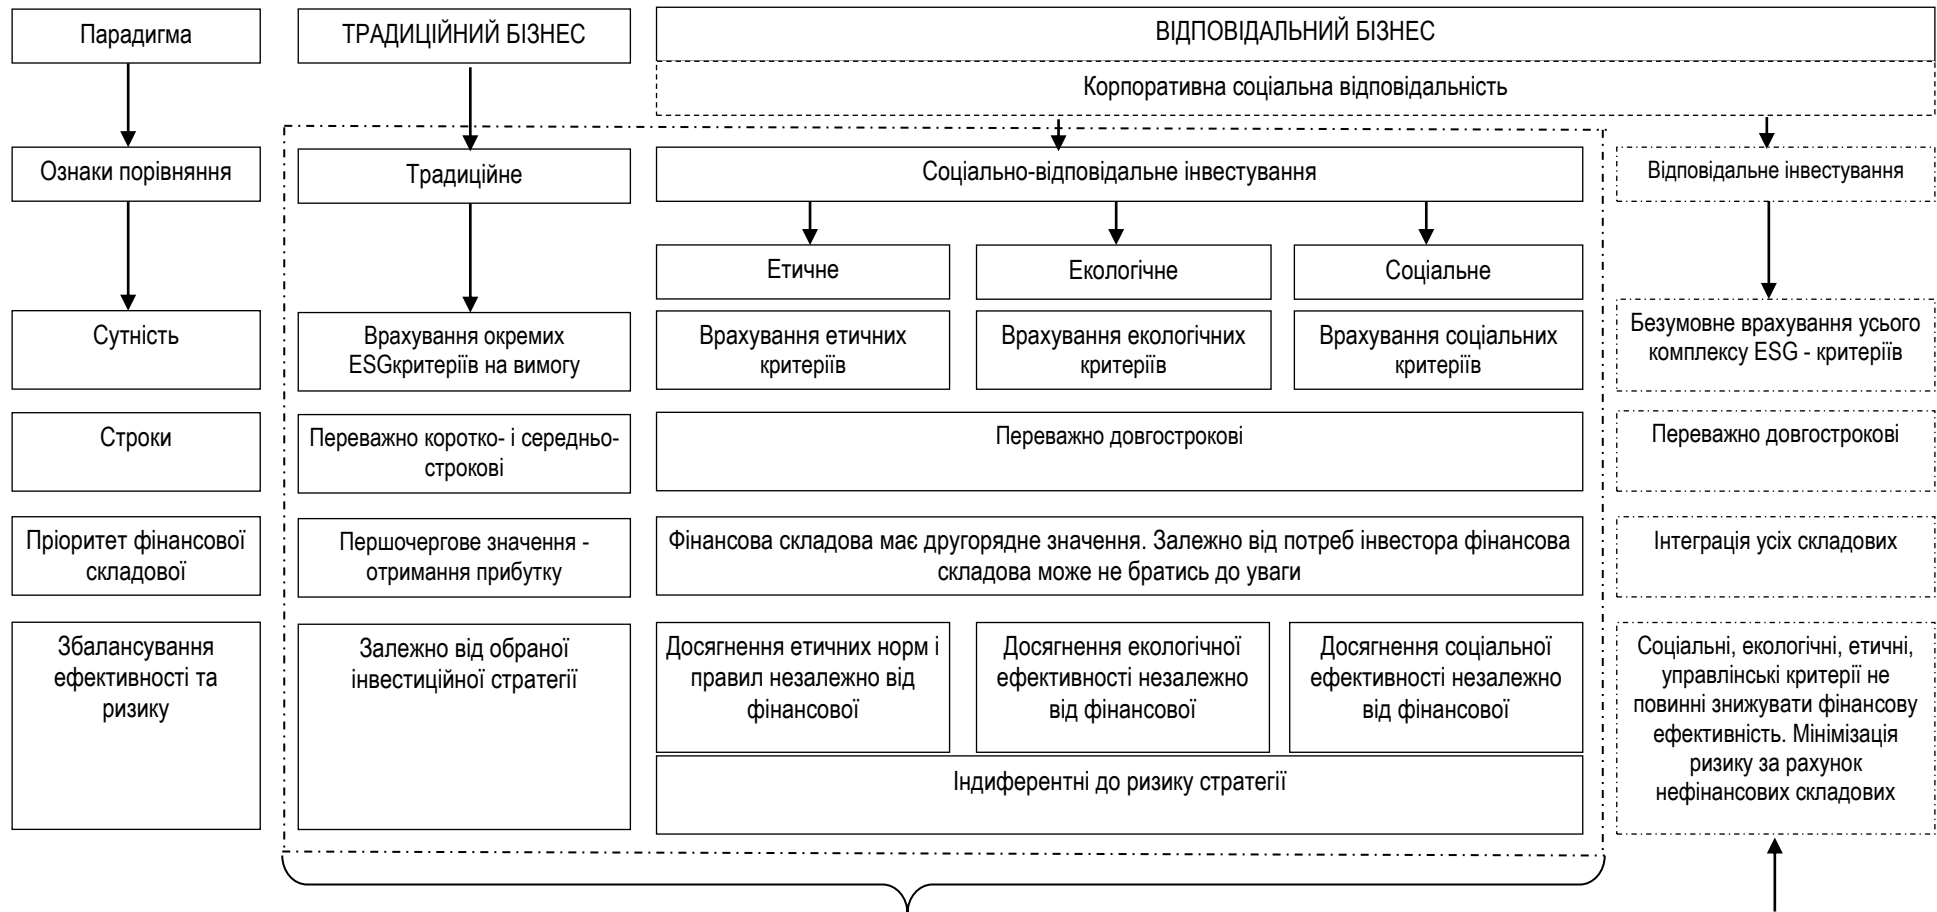 Парадигма
ТРАДИЦІЙНИЙ БІЗНЕС
ВІДПОВІДАЛЬНИЙ БІЗНЕС
Корпоративна соціальна відповідальність
Ознаки порівняння
Традиційне
Соціально-відповідальне інвестування
Відповідальне інвестування
Етичне
Екологічне
Соціальне
Сутність
Врахування окремих
ESGкритеріїв на вимогу
Врахування етичних
критеріїв
Врахування екологічних
критеріїв
Врахування соціальних
критеріїв
Безумовне врахування усього
комплексу ESG - критеріїв
Строки
Переважно коротко- і середньо-
строкові
Переважно довгострокові
Переважно довгострокові
Пріоритет фінансової
складової
Першочергове значення -
отримання прибутку
Фінансова складова має другорядне значення. Залежно від потреб інвестора фінансова
складова може не братись до уваги
Інтеграція усіх складових
Збалансування
ефективності та
ризику
Залежно від обраної
інвестиційної стратегії
Досягнення етичних норм і
правил незалежно від
фінансової
Досягнення екологічної
ефективності незалежно
від фінансової
Досягнення соціальної
ефективності незалежно
від фінансової
Індиферентні до ризику стратегії
Соціальні, екологічні, етичні,
управлінські критерії не
повинні знижувати фінансову
ефективність. Мінімізація
ризику за рахунок
нефінансових складових